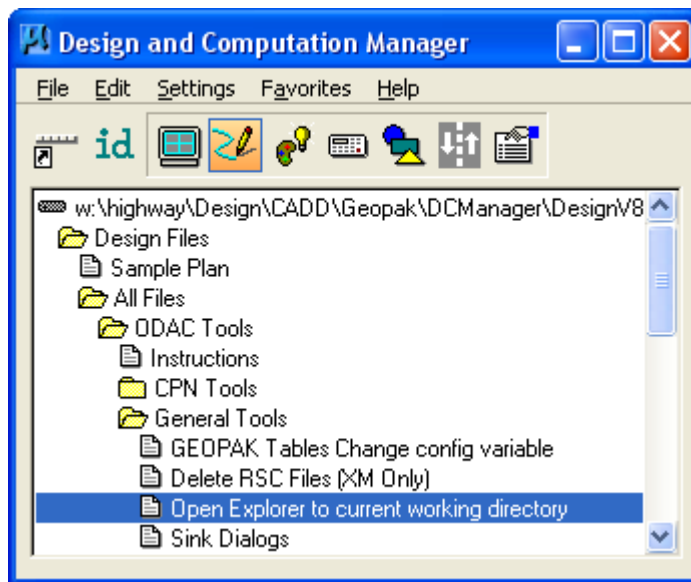 Design and Computation Manager
File Edit Settings Favorites Help
id
w:\highway\Design\CADD\Geopak\DCManager\DesignV8
Design Files
Sample Plan
All Files
ODAC Tools
Instructions
CPN Tools
General Tools
GEOPAK Tables Change config variable
Delete RSC Files (XM Only)
Open Explorer to current working directory
Sink Dialogs